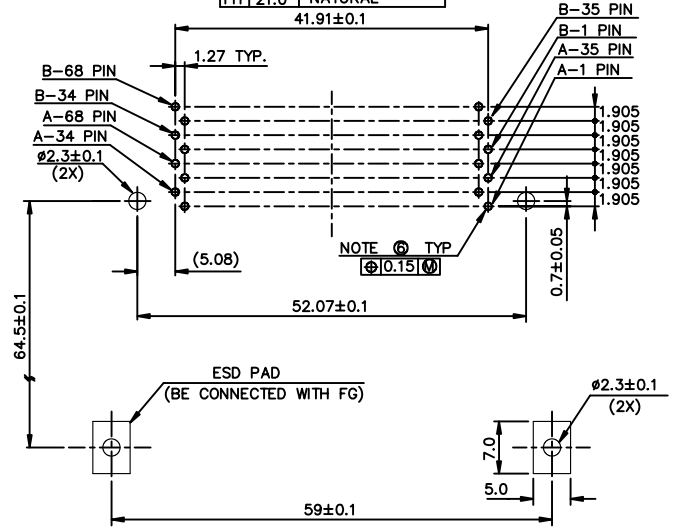 21.0 NATURAL
41.91±0.1
B-35 PIN
B-1 PIN
A-35 PIN
A-1 PIN
1.27 TYP.
B-68 PIN
B-34 PIN
A-68 PIN
A-34 PIN
ø2.3±0.1
(2X)
1.905
1.905
1.905
1.905
1.905
1.905
1.905
(5.08)
NOTE ⑥ TYP
⌖ 0.15 Ⓜ
0.7±0.05
52.07±0.1
64.5±0.1
ESD PAD
(BE CONNECTED WITH FG)
ø2.3±0.1
(2X)
7.0
5.0
59±0.1